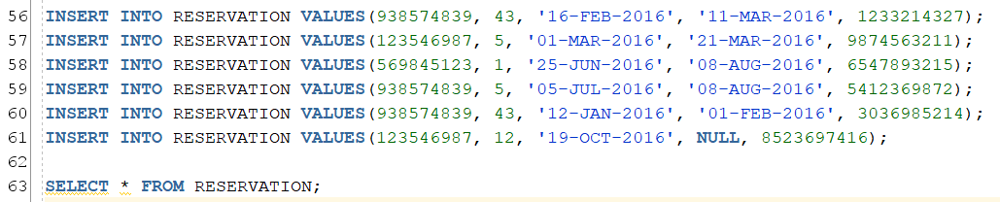 56 INSERT INTO RESERVATION VALUES(938574839, 43, '16-FEB-2016', '11-MAR-2016', 1233214327);
57 INSERT INTO RESERVATION VALUES(123546987, 5, '01-MAR-2016', '21-MAR-2016', 9874563211);
58 INSERT INTO RESERVATION VALUES(569845123, 1, '25-JUN-2016', '08-AUG-2016', 6547893215);
59 INSERT INTO RESERVATION VALUES(938574839, 5, '05-JUL-2016', '08-AUG-2016', 5412369872);
60 INSERT INTO RESERVATION VALUES(938574839, 43, '12-JAN-2016', '01-FEB-2016', 3036985214);
61 INSERT INTO RESERVATION VALUES(123546987, 12, '19-OCT-2016', NULL, 8523697416);
62
63 SELECT * FROM RESERVATION;